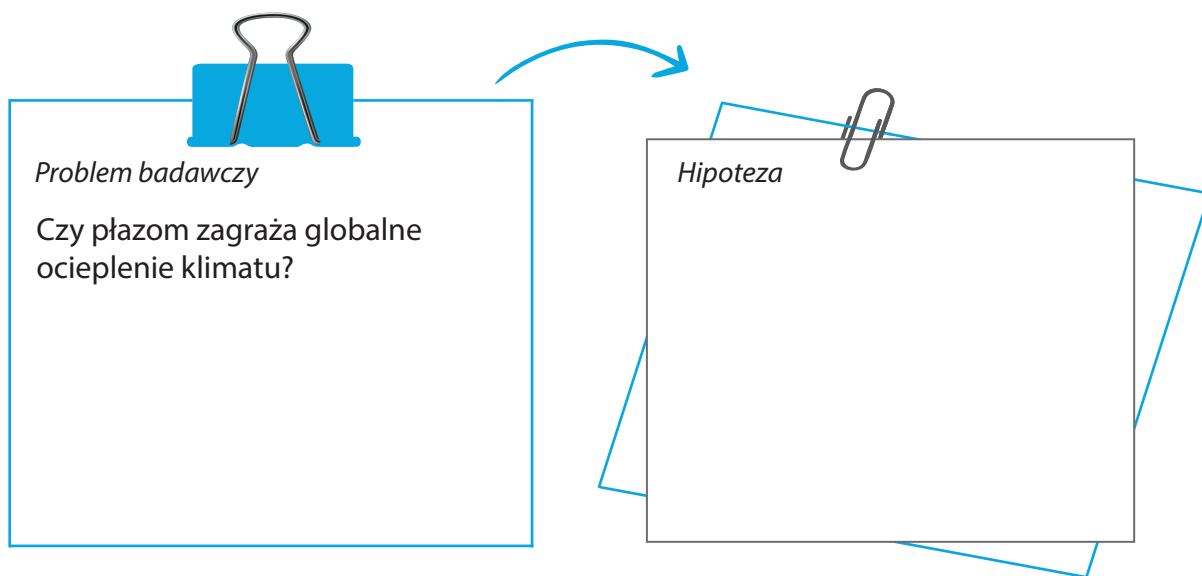 Problem badawczy
Czy płazom zagraża globalne
ocieplenie klimatu?
Hipoteza